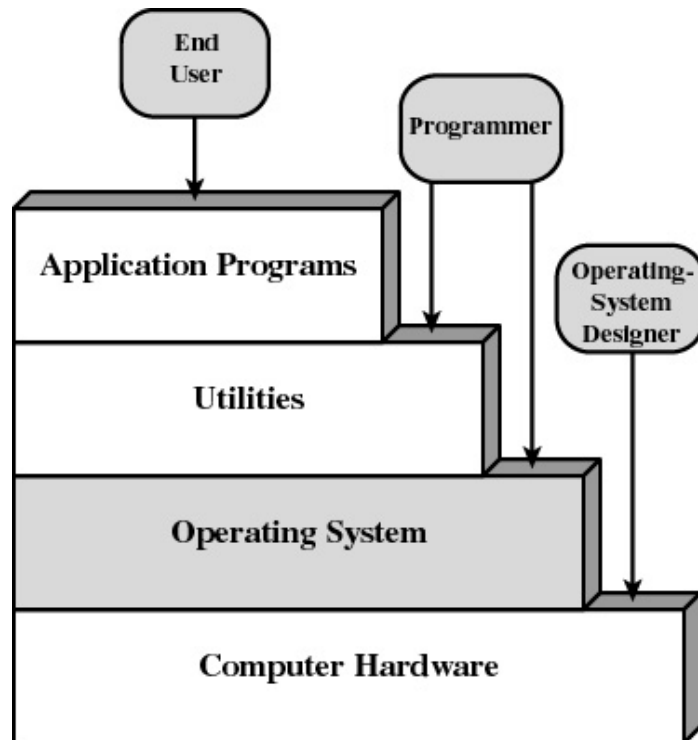 End
User
Programmer
Operating-
System
Designer
Application Programs
Utilities
Operating System
Computer Hardware